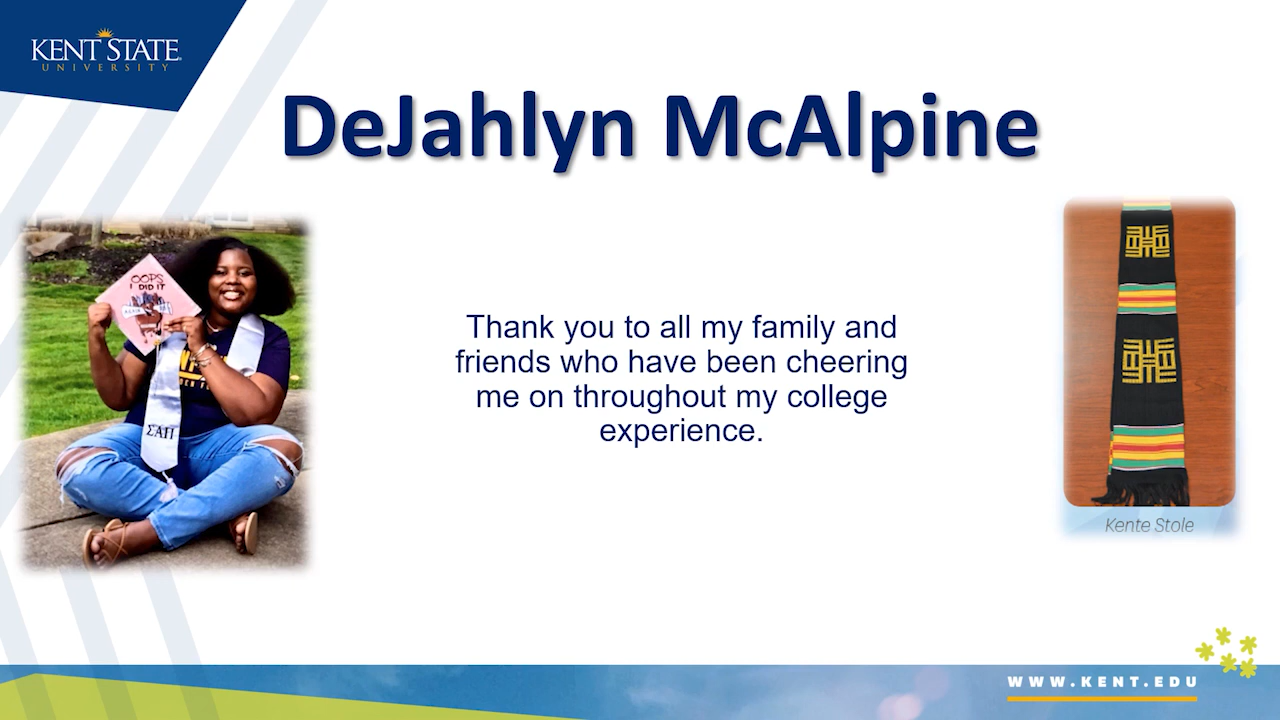 KENT STATE
UNIVERSITY
DeJahlyn McAlpine
OOPS
I DID IT
ΣΑΠ
Thank you to all my family and
friends who have been cheering
me on throughout my college
experience.
Kente Stole
WWW.KENT.EDU